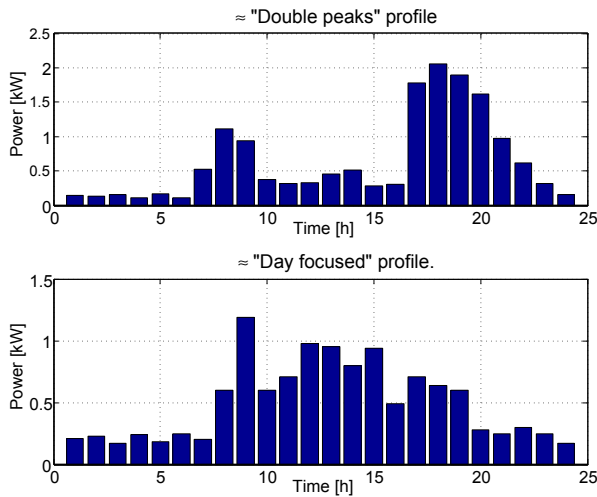 ≈ "Double peaks" profile
2.5
2
1.5
1
0.5
0
Power [kW]
0 5 10 15 20 25
Time [h]
≈ "Day focused" profile.
1.5
1
0.5
0
Power [kW]
0 5 10 15 20 25
Time [h]